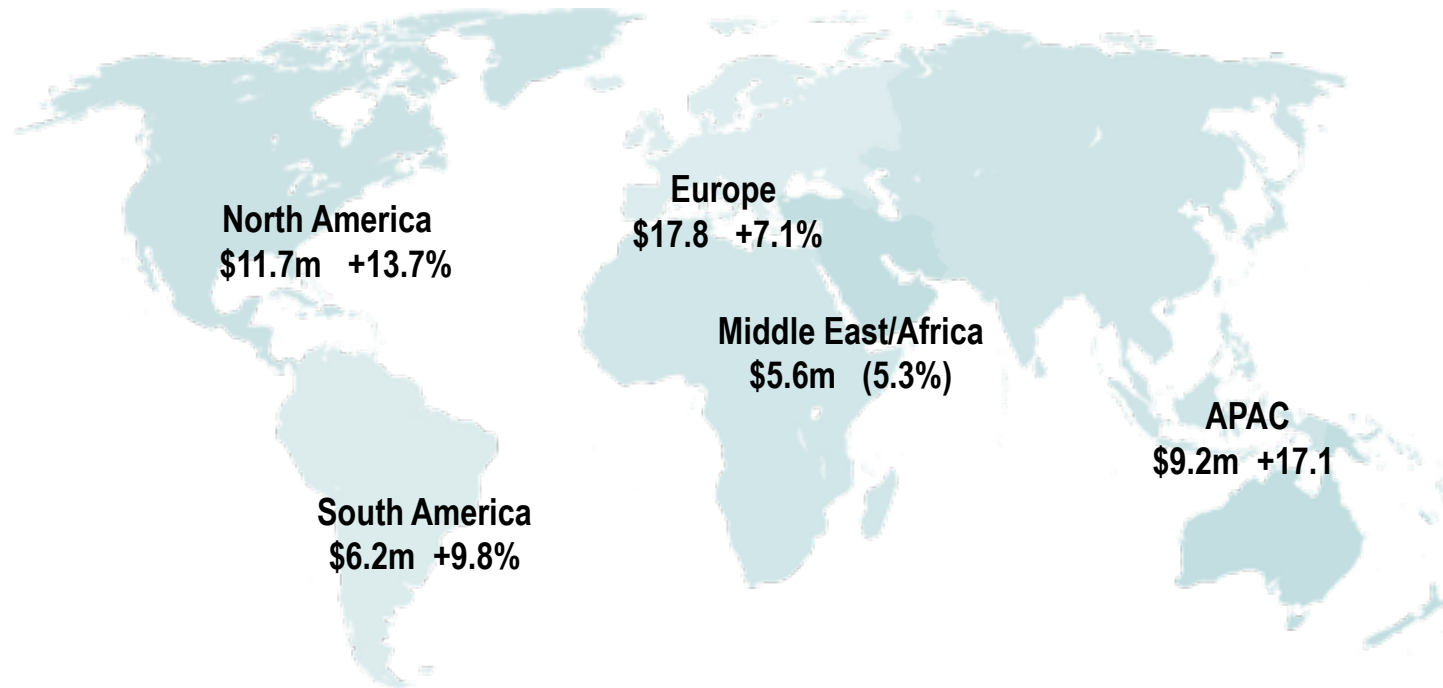 North America
$11.7m +13.7%
Europe
$17.8 +7.1%
Middle East/Africa
$5.6m (5.3%)
APAC
$9.2m +17.1
South America
$6.2m +9.8%